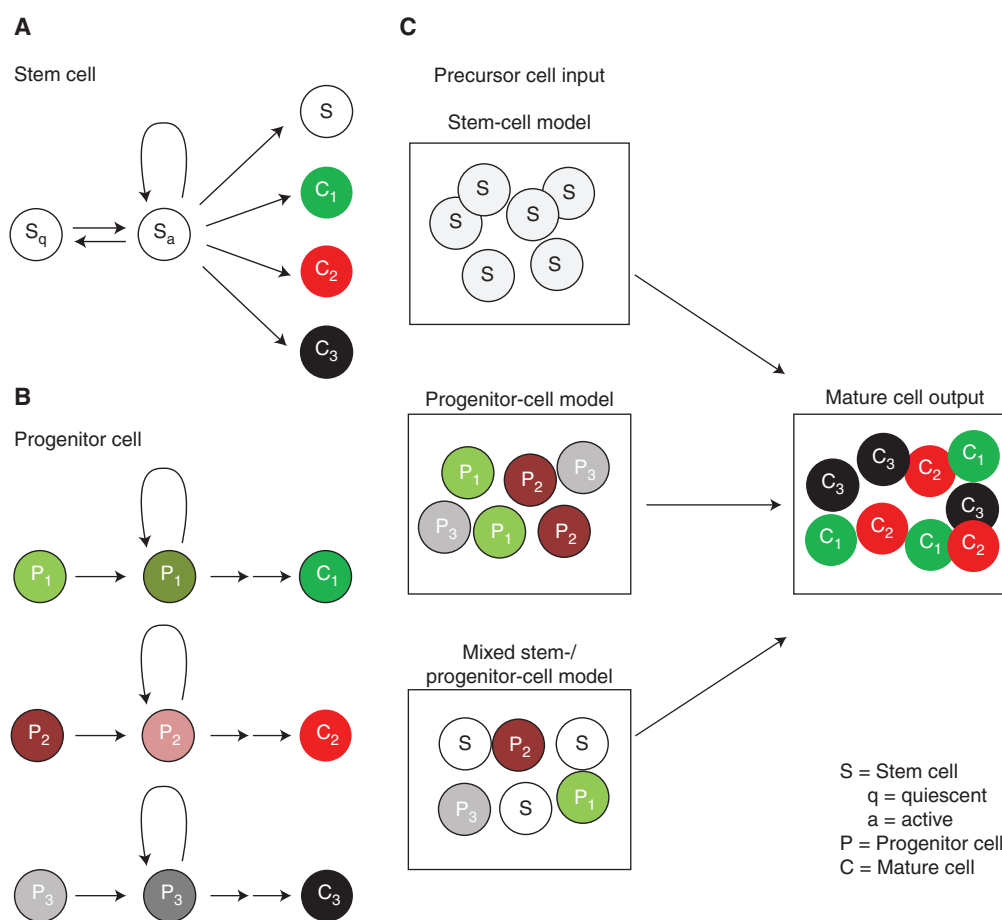 A
Stem cell
S
C1
Sq
Sa
C2
C3
B
Progenitor cell
P1
P1
C1
P2
P2
C2
P3
P3
C3
C
Precursor cell input
Stem-cell model
S
S
S
S
S
S
Progenitor-cell model
P1
P2
P3
P3
P1
P2
Mixed stem-/
progenitor-cell model
S
P2
S
P3
S
P1
Mature cell output
C3
C3
C2
C1
C3
C1
C2
C1
C2
S = Stem cell
q = quiescent
a = active
P = Progenitor cell
C = Mature cell